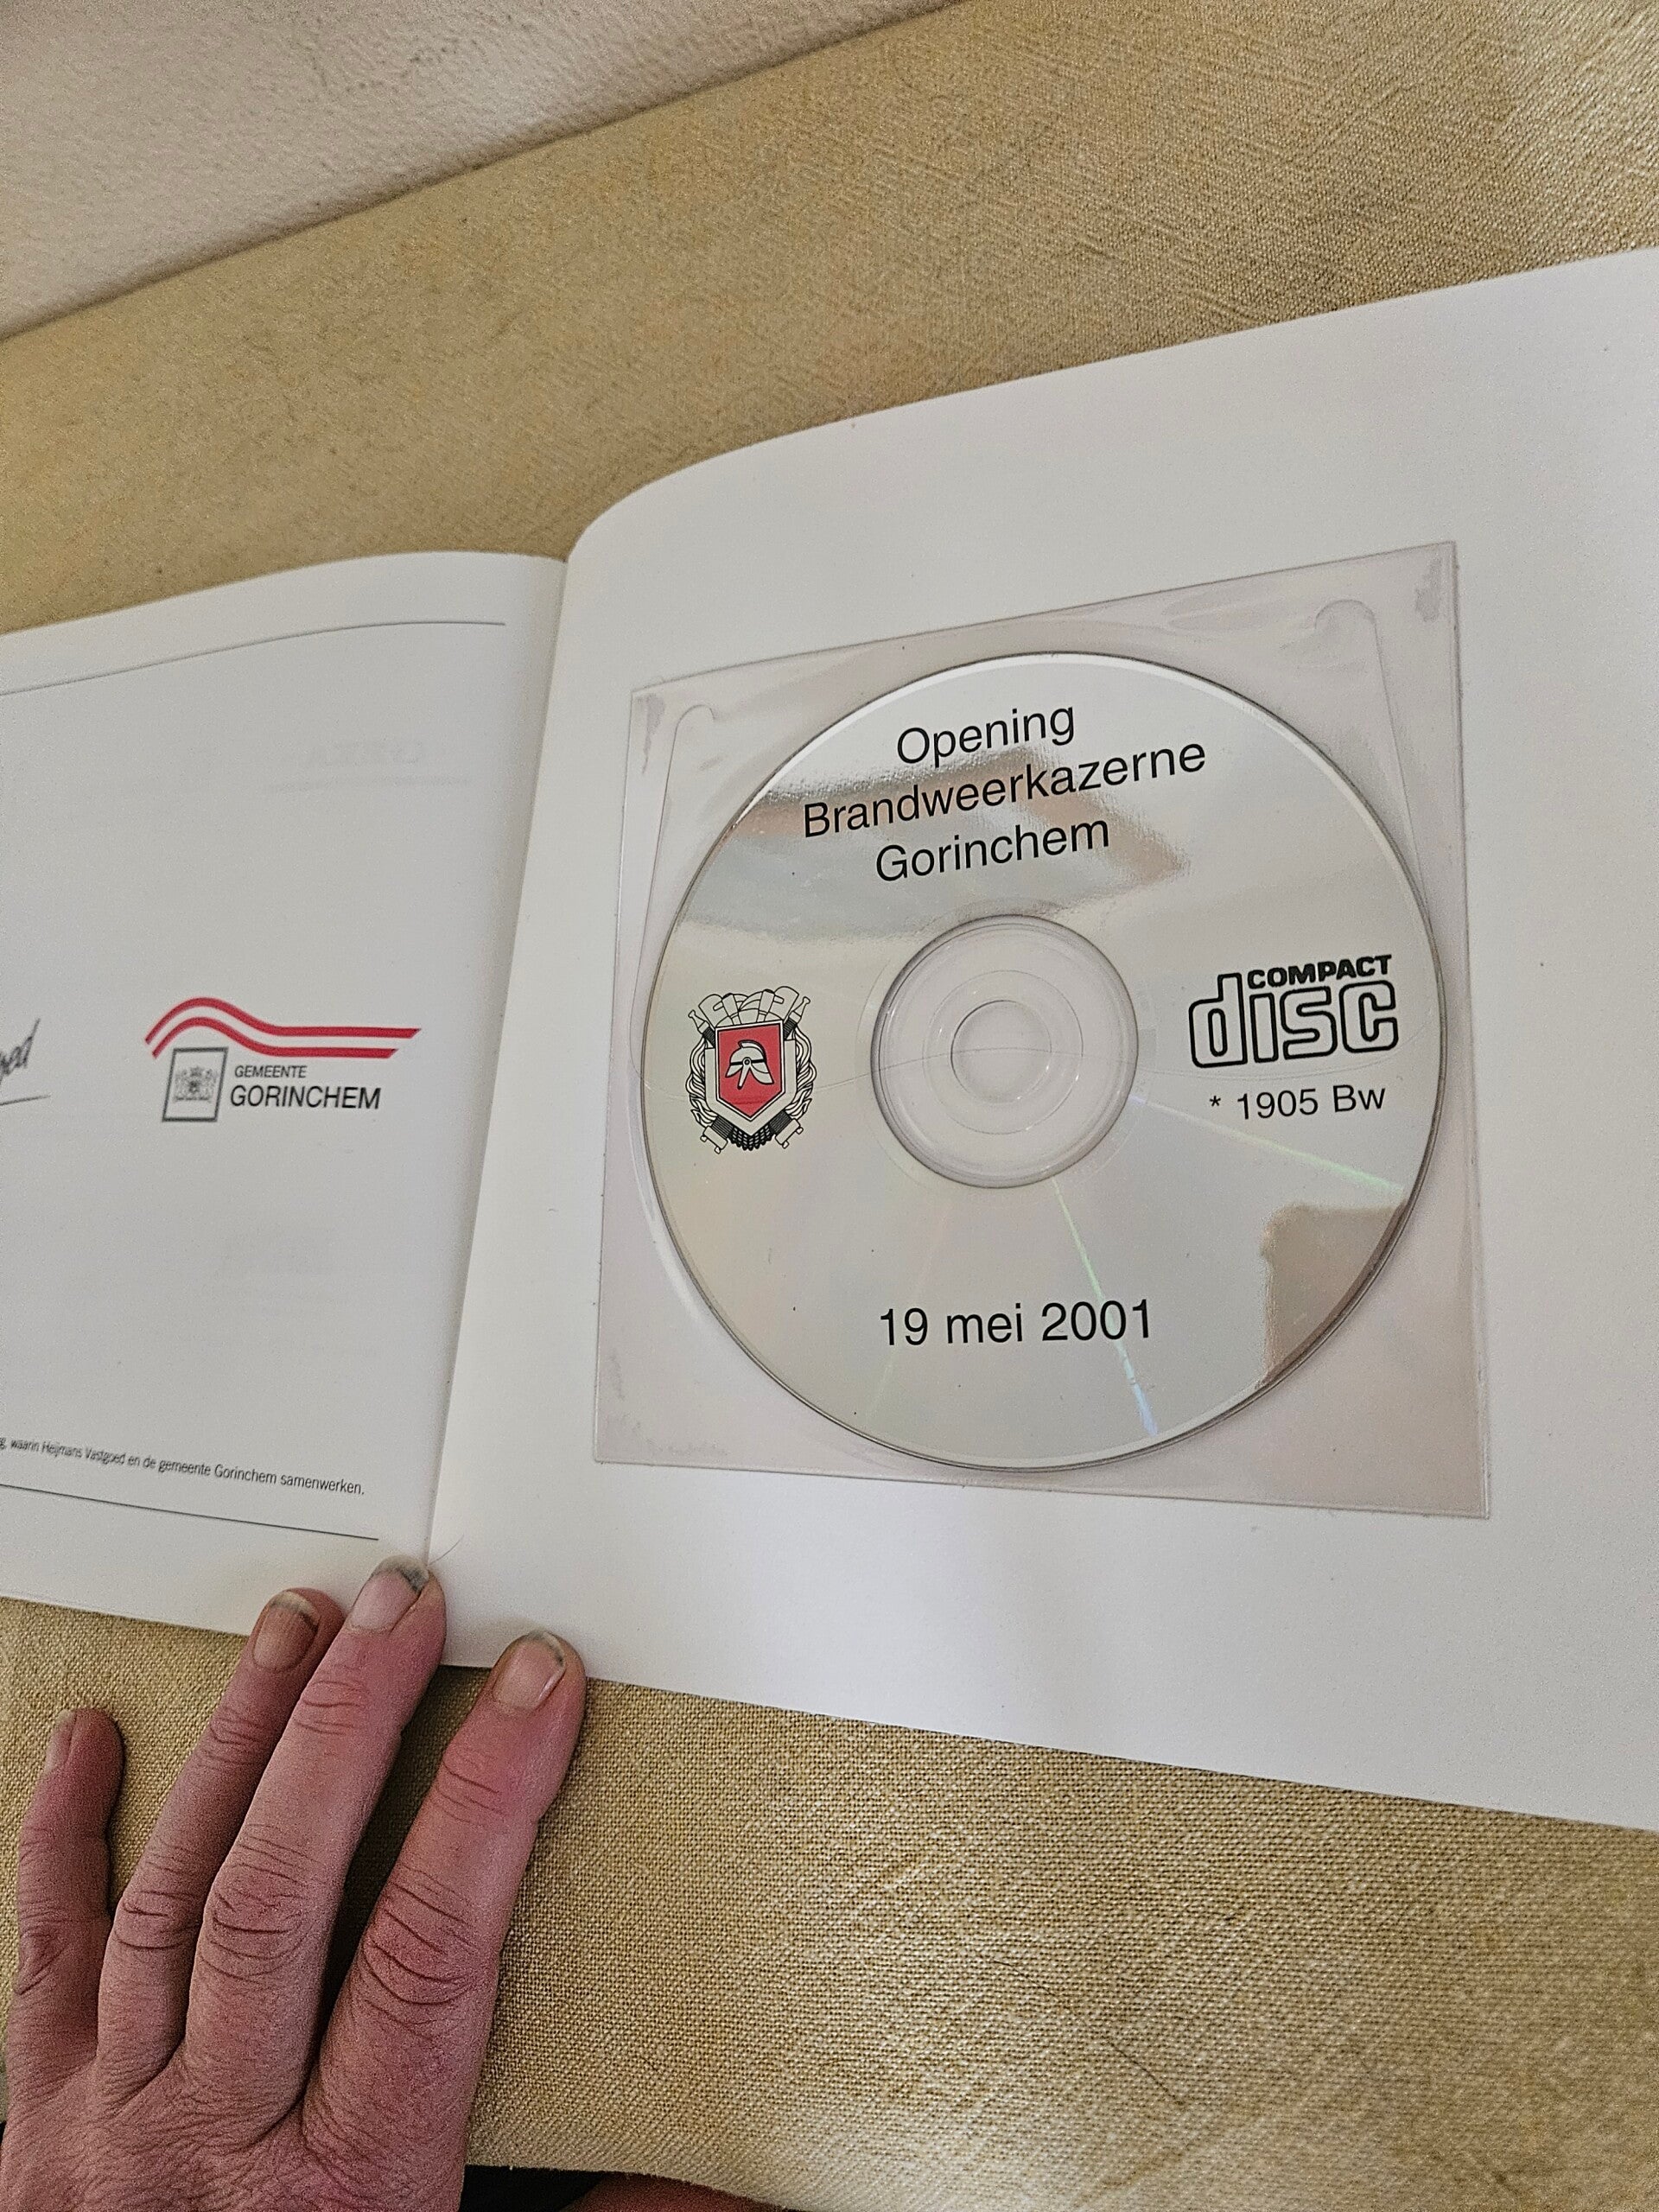 GEMEENTE
GORINCHEM
waarin Heijmans Vastgoed en de gemeente Gorinchem samenwerken.
Opening
Brandweerkazerne
Gorinchem
COMPACT
disc
* 1905 Bw
19 mei 2001